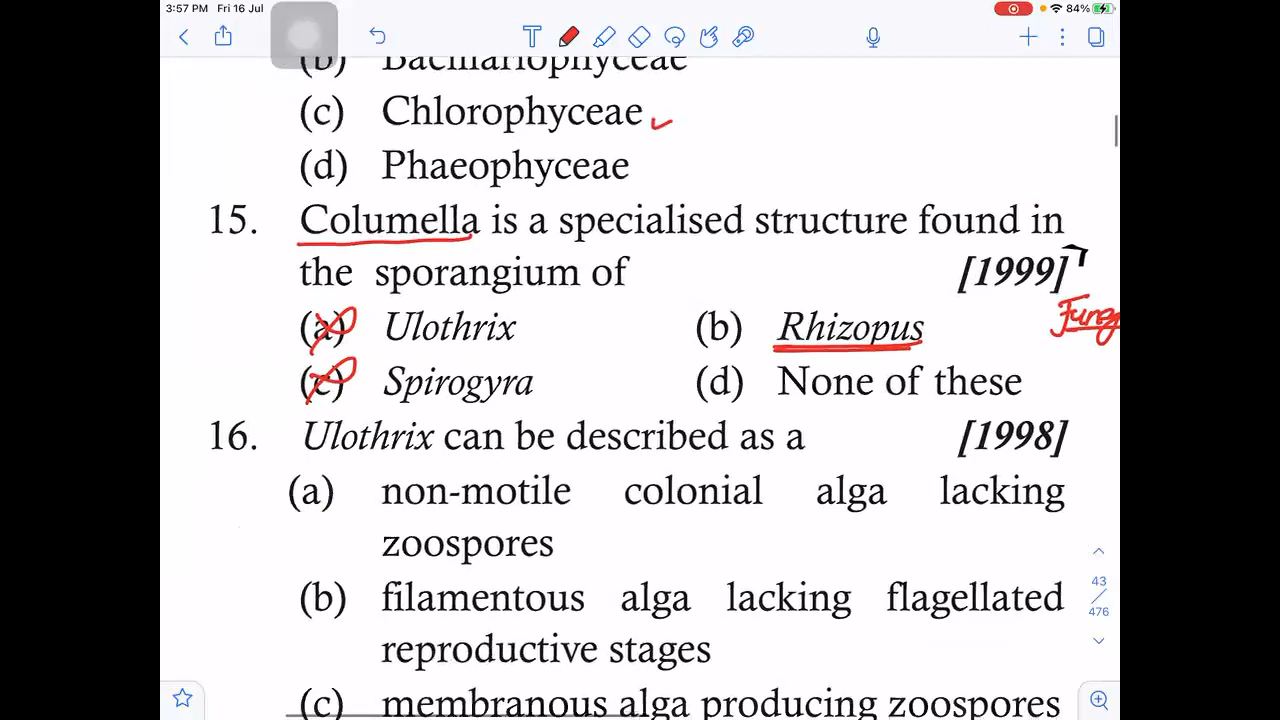 3:57 PM Fri 16 Jul 84%
(b) Bacillariophyceae
(c) Chlorophyceae
(d) Phaeophyceae
15. Columella is a specialised structure found in
the sporangium of [1999]
(a) Ulothrix (b) Rhizopus
(c) Spirogyra (d) None of these
16. Ulothrix can be described as a [1998]
(a) non-motile colonial alga lacking
zoospores
(b) filamentous alga lacking flagellated
reproductive stages
(c) membranous alga producing zoospores
43
476